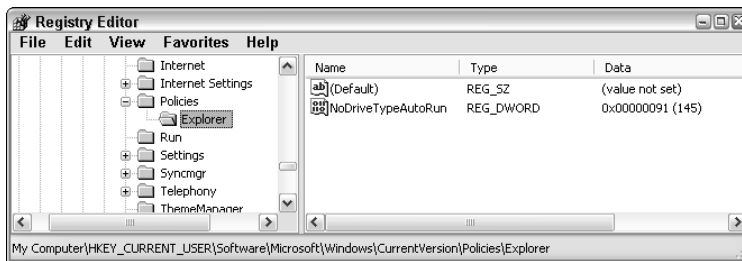 Registry Editor
File Edit View Favorites Help
Internet
Internet Settings
Policies
Explorer
Run
Settings
Syncmgr
Telephony
ThemeManager
Name Type Data
ab (Default) REG_SZ (value not set)
NoDriveTypeAutoRun REG_DWORD 0x00000091 (145)
My Computer\HKEY_CURRENT_USER\Software\Microsoft\Windows\CurrentVersion\Policies\Explorer